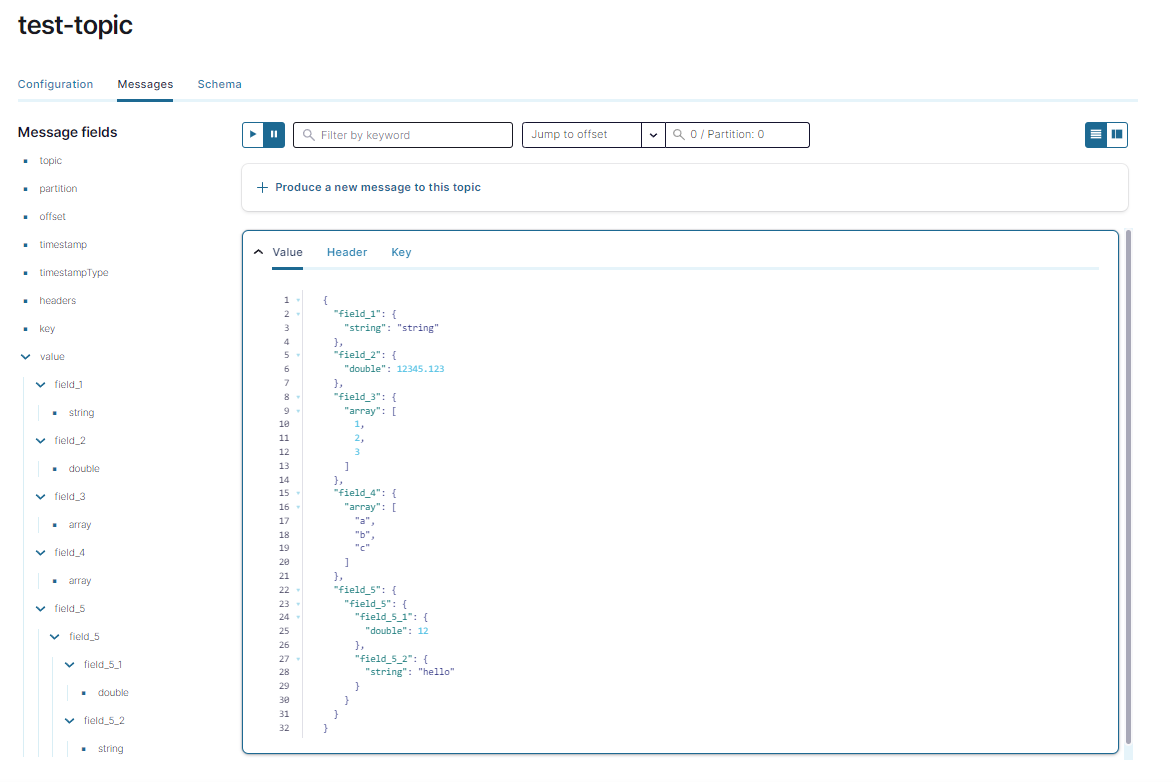 test-topic
Configuration Messages Schema
Message fields
topic
partition
offset
timestamp
timestampType
headers
key
value
field_1
string
field_2
double
field_3
array
field_4
array
field_5
field_5
field_5_1
double
field_5_2
string
Filter by keyword Jump to offset 0 / Partition: 0
Produce a new message to this topic
Value Header Key
1 {
2 "field_1": {
3 "string": "string"
4 },
5 "field_2": {
6 "double": 12345.123
7 },
8 "field_3": {
9 "array": [
10 1,
11 2,
12 3
13 ]
14 },
15 "field_4": {
16 "array": [
17 "a",
18 "b",
19 "c"
20 ]
21 },
22 "field_5": {
23 "field_5": {
24 "field_5_1": {
25 "double": 12
26 },
27 "field_5_2": {
28 "string": "hello"
29 }
30 }
31 }
32 }